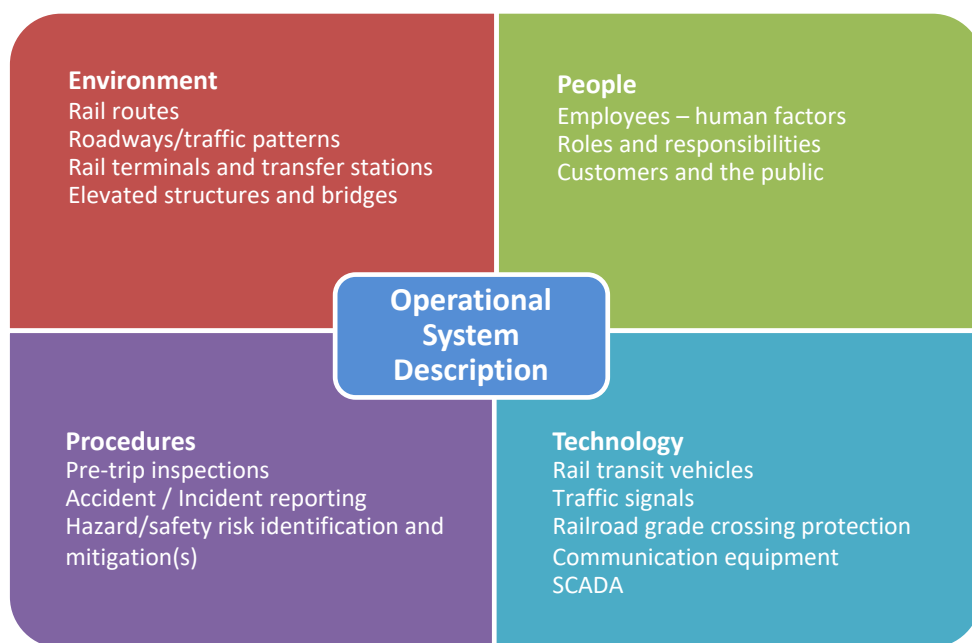 Environment
Rail routes
Roadways/traffic patterns
Rail terminals and transfer stations
Elevated structures and bridges
People
Employees – human factors
Roles and responsibilities
Customers and the public
Operational
System
Description
Procedures
Pre-trip inspections
Accident / Incident reporting
Hazard/safety risk identification and
mitigation(s)
Technology
Rail transit vehicles
Traffic signals
Railroad grade crossing protection
Communication equipment
SCADA